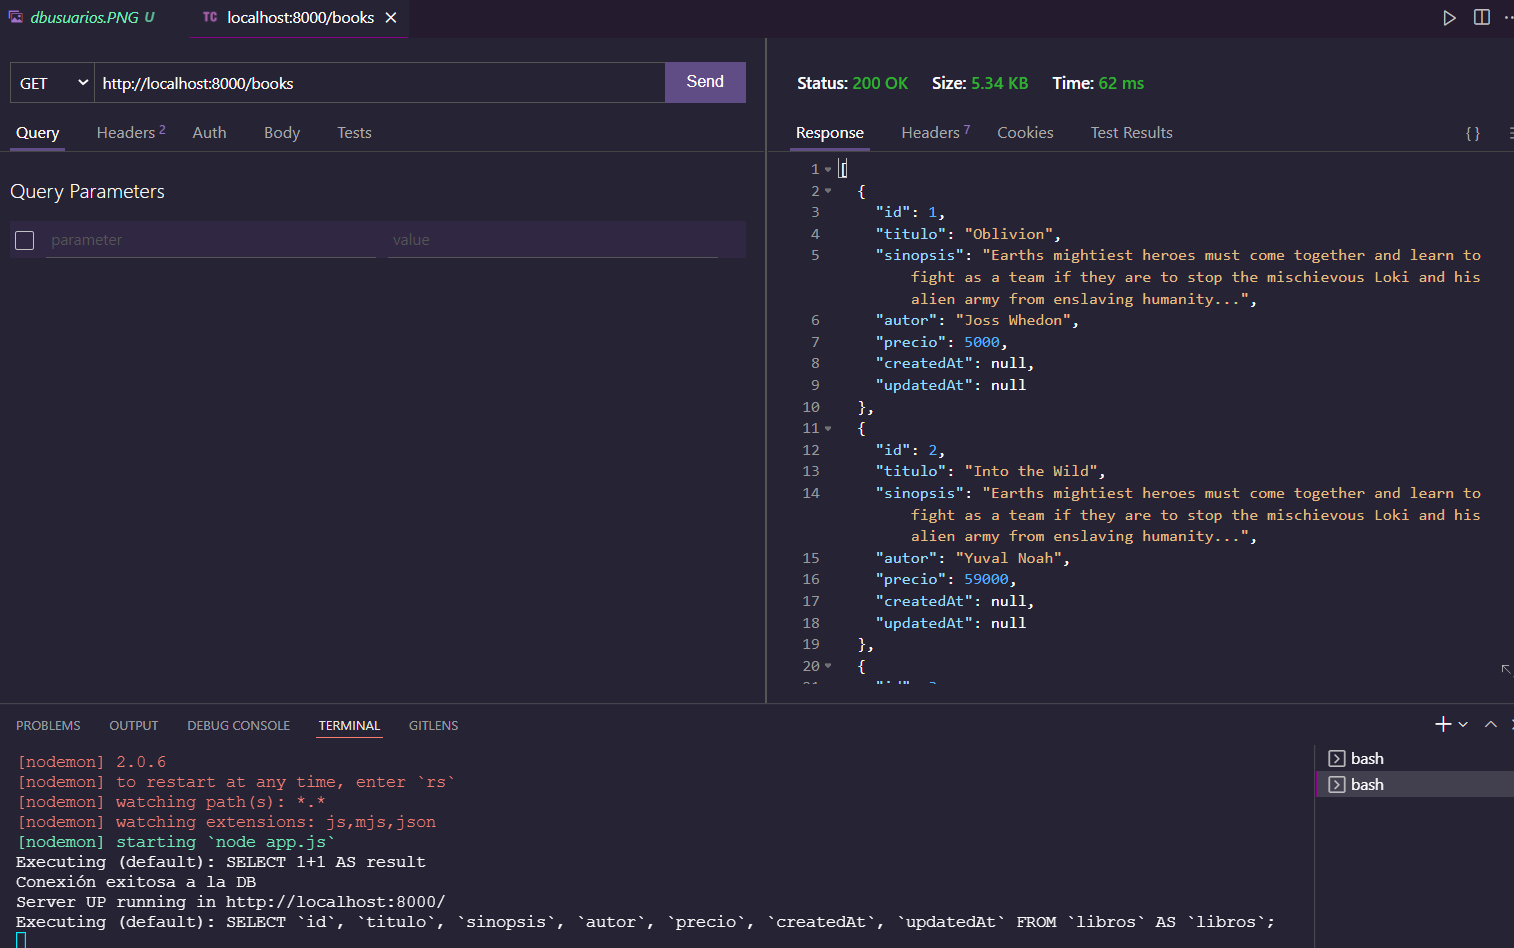 dbusuarios.PNG U
TC localhost:8000/books
GET http://localhost:8000/books Send
Query Headers 2 Auth Body Tests
Query Parameters
parameter value
Status: 200 OK Size: 5.34 KB Time: 62 ms
Response Headers 7 Cookies Test Results {}
1 [
2 {
3 "id": 1,
4 "titulo": "Oblivion",
5 "sinopsis": "Earths mightiest heroes must come together and learn to
fight as a team if they are to stop the mischievous Loki and his
alien army from enslaving humanity...",
6 "autor": "Joss Whedon",
7 "precio": 5000,
8 "createdAt": null,
9 "updatedAt": null
10 },
11 {
12 "id": 2,
13 "titulo": "Into the Wild",
14 "sinopsis": "Earths mightiest heroes must come together and learn to
fight as a team if they are to stop the mischievous Loki and his
alien army from enslaving humanity...",
15 "autor": "Yuval Noah",
16 "precio": 59000,
17 "createdAt": null,
18 "updatedAt": null
19 },
20 {
PROBLEMS OUTPUT DEBUG CONSOLE TERMINAL GITLENS
[nodemon] 2.0.6
[nodemon] to restart at any time, enter `rs`
[nodemon] watching path(s): *.*
[nodemon] watching extensions: js,mjs,json
[nodemon] starting `node app.js`
Executing (default): SELECT 1+1 AS result
Conexión exitosa a la DB
Server UP running in http://localhost:8000/
Executing (default): SELECT `id`, `titulo`, `sinopsis`, `autor`, `precio`, `createdAt`, `updatedAt` FROM `libros` AS `libros`;
bash
bash